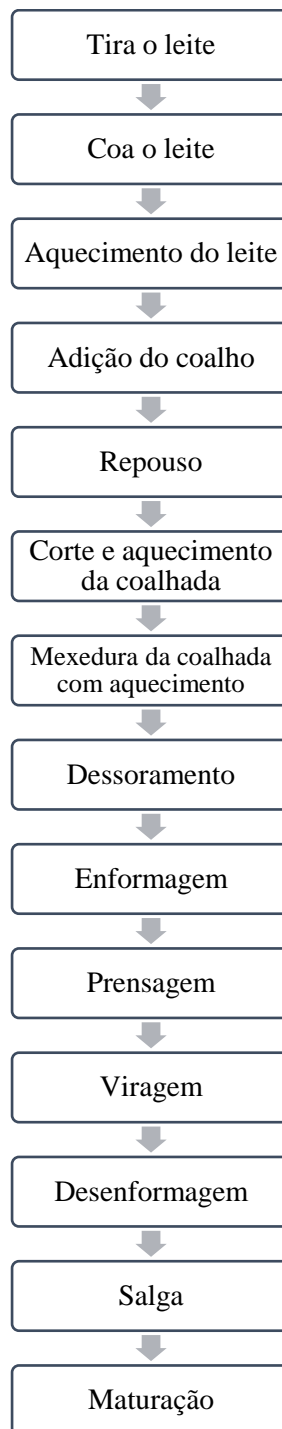 Tira o leite
Coa o leite
Aquecimento do leite
Adição do coalho
Repouso
Corte e aquecimento
da coalhada
Mexedura da coalhada
com aquecimento
Dessoramento
Enformagem
Prensagem
Viragem
Desenformagem
Salga
Maturação